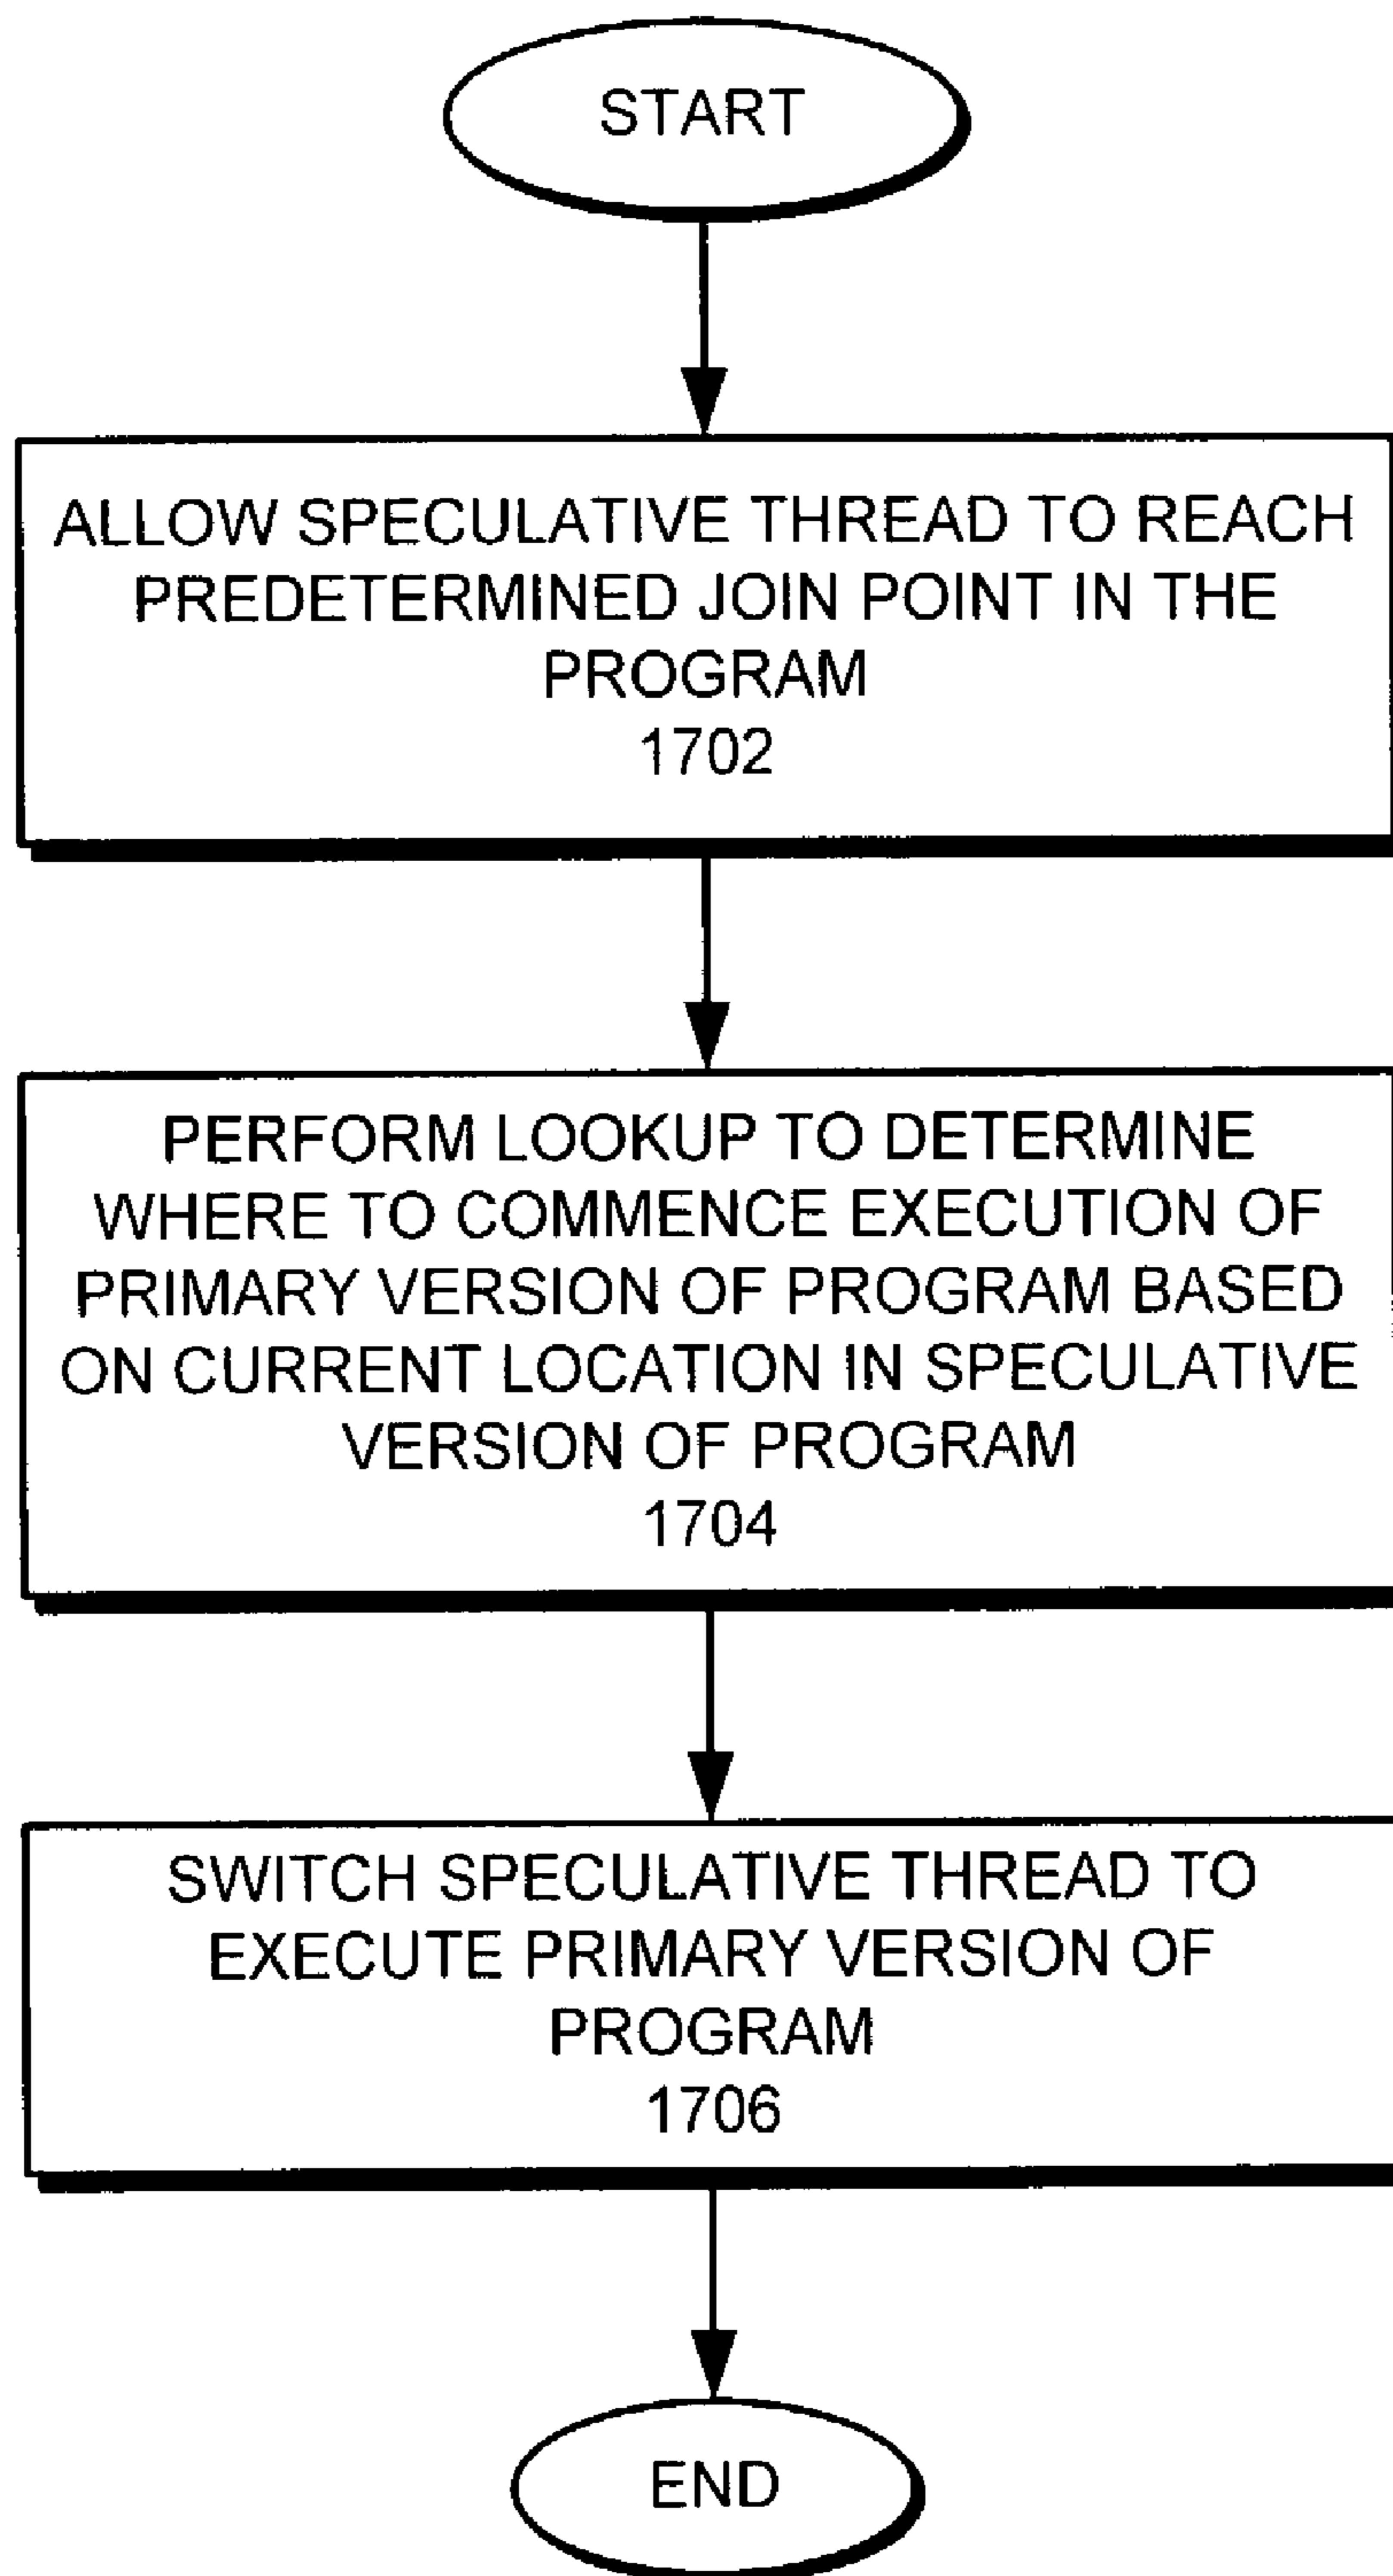 START
ALLOW SPECULATIVE THREAD TO REACH
PREDETERMINED JOIN POINT IN THE
PROGRAM
1702
PERFORM LOOKUP TO DETERMINE
WHERE TO COMMENCE EXECUTION OF
PRIMARY VERSION OF PROGRAM BASED
ON CURRENT LOCATION IN SPECULATIVE
VERSION OF PROGRAM
1704
SWITCH SPECULATIVE THREAD TO
EXECUTE PRIMARY VERSION OF
PROGRAM
1706
END